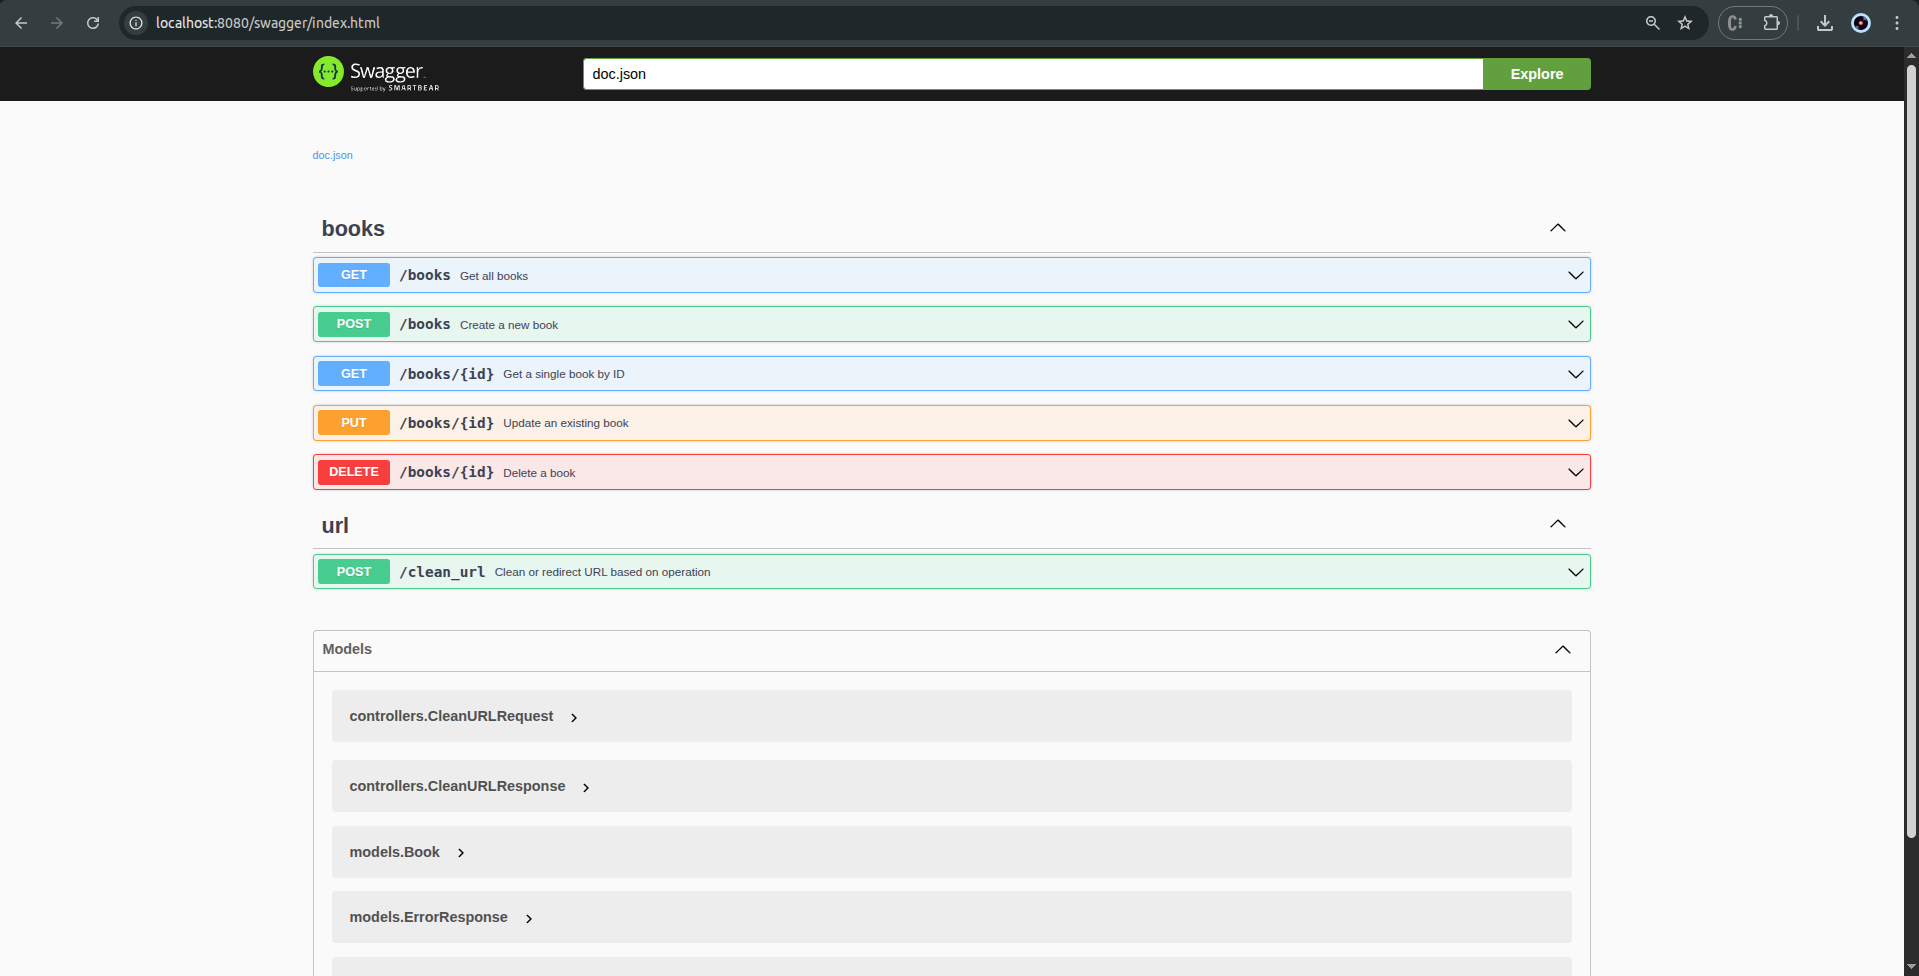 localhost:8080/swagger/index.html
Swagger.
Supported by SMARTBEAR
doc.json
Explore
doc.json
books
GET /books Get all books
POST /books Create a new book
GET /books/{id} Get a single book by ID
PUT /books/{id} Update an existing book
DELETE /books/{id} Delete a book
url
POST /clean_url Clean or redirect URL based on operation
Models
controllers.CleanURLRequest
controllers.CleanURLResponse
models.Book
models.ErrorResponse